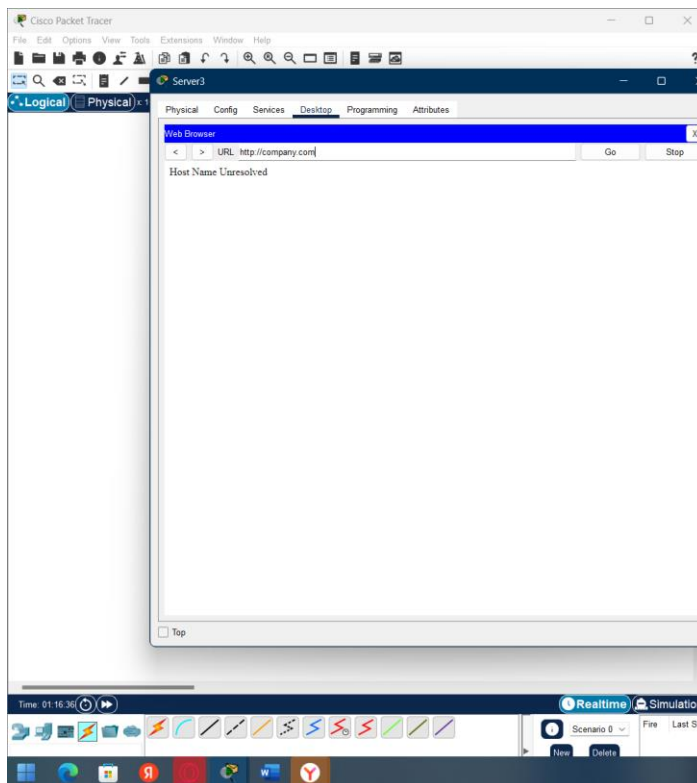 Cisco Packet Tracer
File Edit Options View Tools Extensions Window Help
Server3
Logical Physical x 1
Physical Config Services Desktop Programming Attributes
Web Browser X
< > URL http://company.com Go Stop
Host Name Unresolved
Top
Time: 01:16:36 Realtime Simulation
Scenario 0 Fire Last S
New Delete